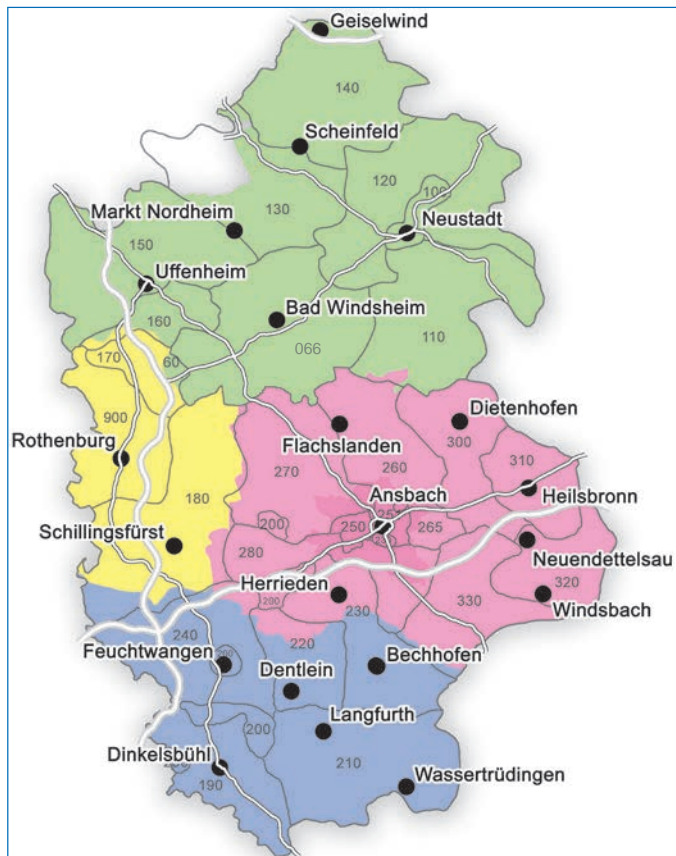 Geiselwind
140
Scheinfeld
120
100
Markt Nordheim
130
Neustadt
150
Uffenheim
Bad Windsheim
160
066
110
170
60
900
Dietenhofen
Flachslanden
300
Rothenburg
270
260
310
Ansbach
Heilsbronn
180
200
250
265
Schillingsfürst
280
Neuendettelsau
Herrieden
200
230
330
320
Windsbach
240
220
Feuchtwangen
200
Bechhofen
Dentlein
200
Langfurth
Dinkelsbühl
210
190
Wassertrüdingen